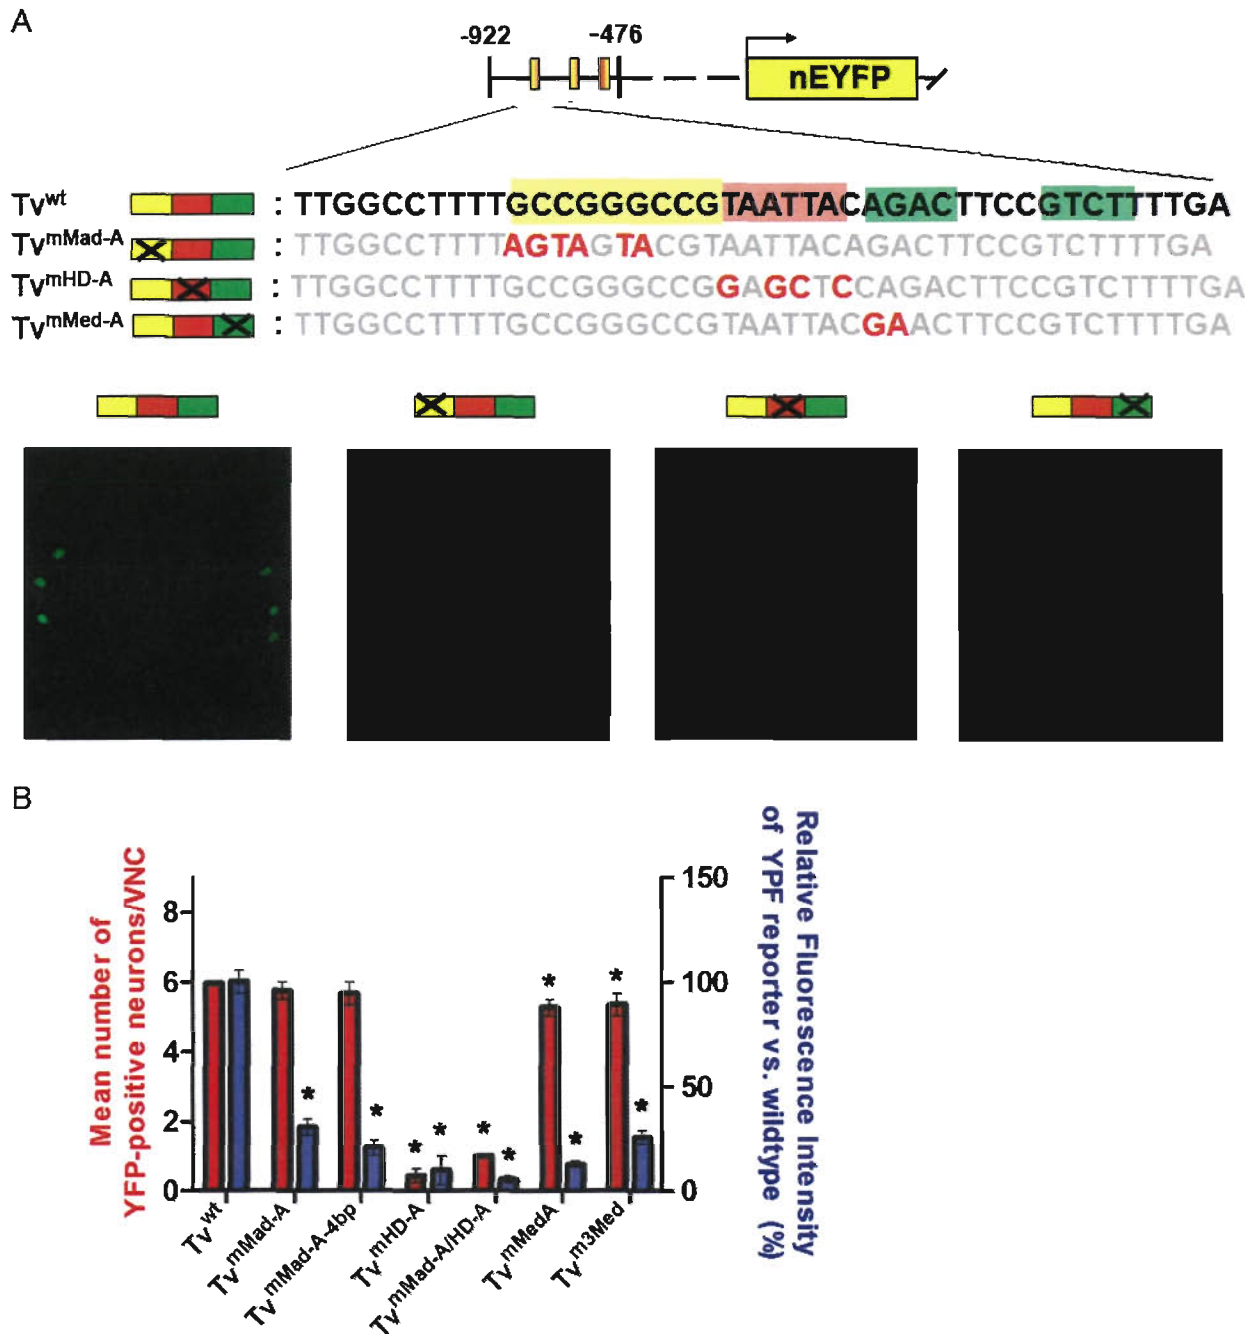 A
-922
-476
nEYFP
Tvwt : TTGGCCTTTTGCCGGGCCGTAATTACAGACTTCCGTCTTTTGA
TvmMad-A : TTGGCCTTTTAGTAGTACGTAATTACAGACTTCCGTCTTTTGA
TvmHD-A : TTGGCCTTTTGCCGGGCCGGAGCTCCAGACTTCCGTCTTTTGA
TvmMed-A : TTGGCCTTTTGCCGGGCCGTAATTACGAACTTCCGTCTTTTGA
B
Mean number of
YFP-positive neurons/VNC
8
6
4
2
0
* * * * * * * * * *
150
100
50
0
Relative Fluorescence Intensity
of YPF reporter vs. wildtype (%)
Tvwt
TvmMad-A
TvmMad-A-4bp
TvmHD-A
TvmMad-A/HD-A
TvmMedA
Tvm3Med